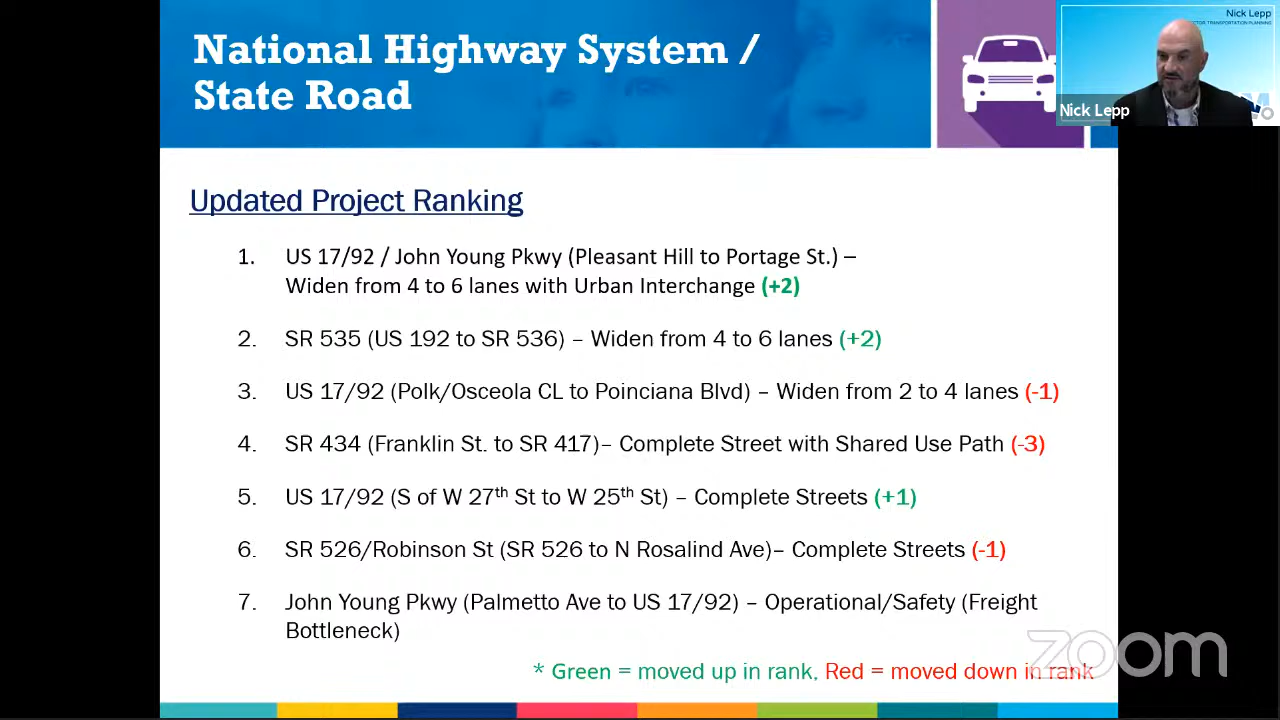 National Highway System /
State Road
Nick Lepp
TOR TRANSPORTATION PLANNING
Nick Lepp
Updated Project Ranking
1. US 17/92 / John Young Pkwy (Pleasant Hill to Portage St.) –
Widen from 4 to 6 lanes with Urban Interchange (+2)
2. SR 535 (US 192 to SR 536) – Widen from 4 to 6 lanes (+2)
3. US 17/92 (Polk/Osceola CL to Poinciana Blvd) – Widen from 2 to 4 lanes (-1)
4. SR 434 (Franklin St. to SR 417)– Complete Street with Shared Use Path (-3)
5. US 17/92 (S of W 27th St to W 25th St) – Complete Streets (+1)
6. SR 526/Robinson St (SR 526 to N Rosalind Ave)– Complete Streets (-1)
7. John Young Pkwy (Palmetto Ave to US 17/92) – Operational/Safety (Freight
Bottleneck)
* Green = moved up in rank, Red = moved down in rank
zoom